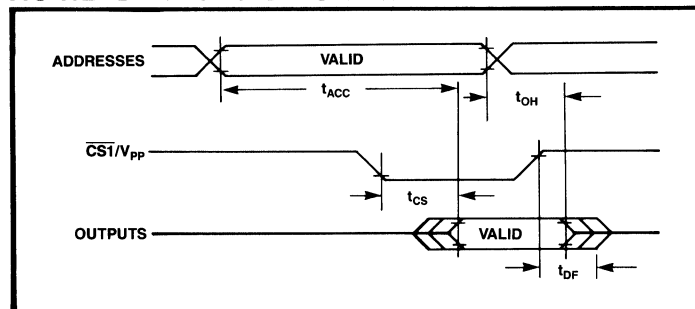 ADDRESSES
VALID
tACC
tOH
CS1/VPP
tCS
OUTPUTS
VALID
tDF